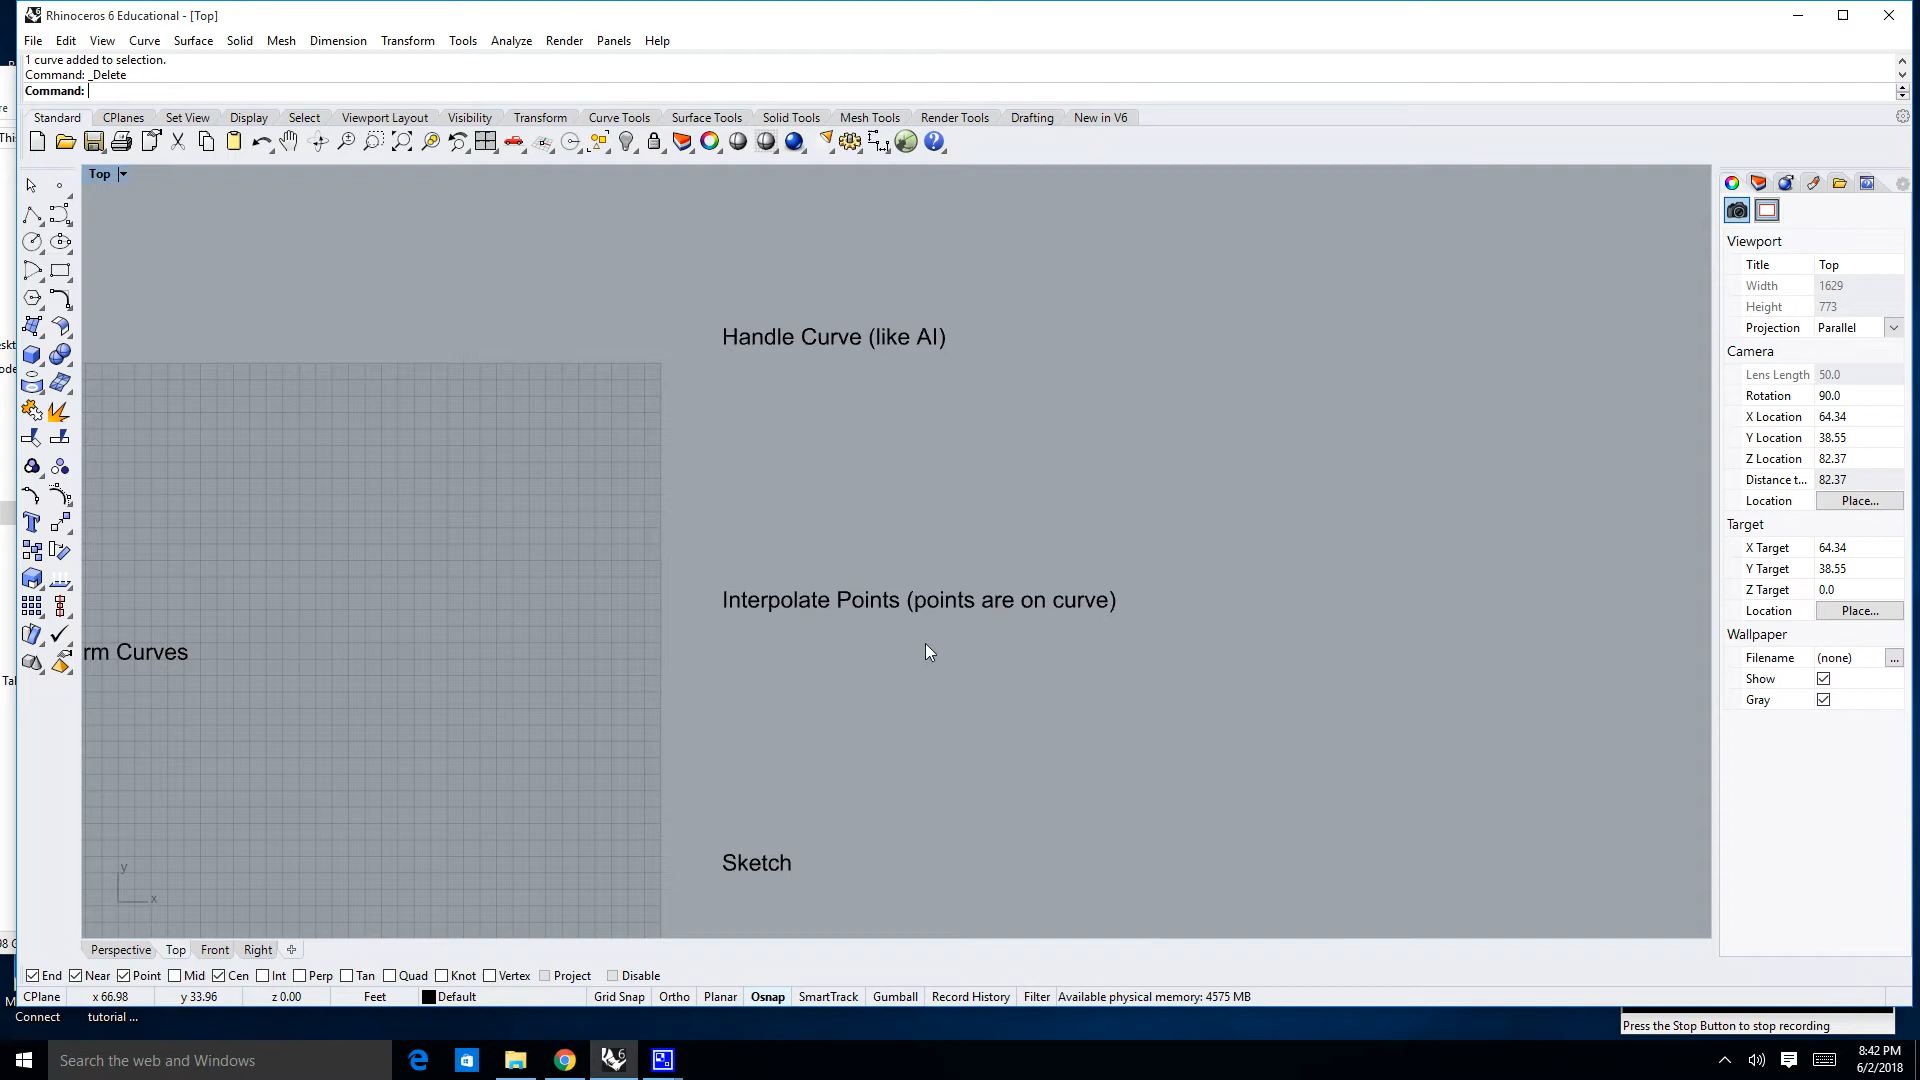 Rhinoceros 6 Educational - [Top]
File Edit View Curve Surface Solid Mesh Dimension Transform Tools Analyze Render Panels Help
1 curve added to selection.
Command: _Delete
Command:
Standard CPlanes Set View Display Select Viewport Layout Visibility Transform Curve Tools Surface Tools Solid Tools Mesh Tools Render Tools Drafting New in V6
Top
Handle Curve (like AI)
Interpolate Points (points are on curve)
rm Curves
Sketch
y
x
Viewport
Title Top
Width 1629
Height 773
Projection Parallel
Camera
Lens Length 50.0
Rotation 90.0
X Location 64.34
Y Location 38.55
Z Location 82.37
Distance t... 82.37
Location Place...
Target
X Target 64.34
Y Target 38.55
Z Target 0.0
Location Place...
Wallpaper
Filename (none) ...
Show
Gray
Perspective Top Front Right
End Near Point Mid Cen Int Perp Tan Quad Knot Vertex Project Disable
CPlane x 66.98 y 33.96 z 0.00 Feet Default Grid Snap Ortho Planar Osnap SmartTrack Gumball Record History Filter Available physical memory: 4575 MB
Connect tutorial ...
Press the Stop Button to stop recording
Search the web and Windows
8:42 PM
6/2/2018